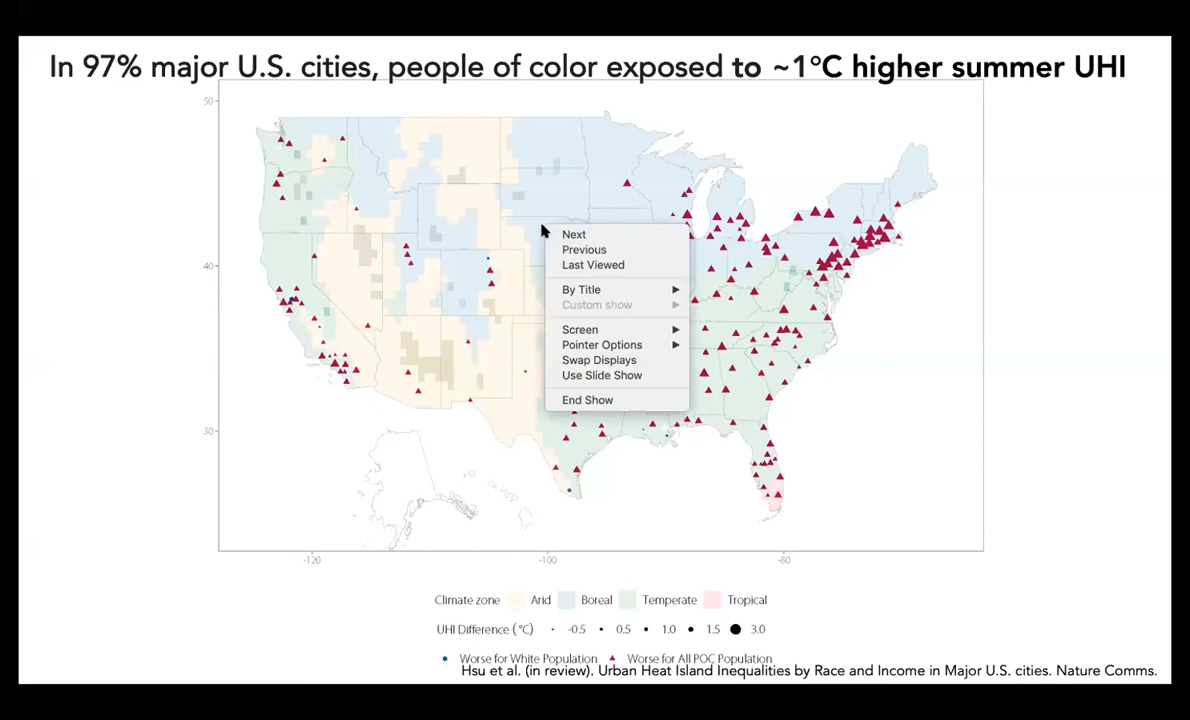 In 97% major U.S. cities, people of color exposed to ~1°C higher summer UHI
50
40
30
-120
-100
-80
Next
Previous
Last Viewed
By Title
Custom show
Screen
Pointer Options
Swap Displays
Use Slide Show
End Show
Climate zone Arid Boreal Temperate Tropical
UHI Difference (°C) -0.5 0.5 1.0 1.5 3.0
Worse for White Population Worse for All POC Population
Hsu et al. (in review). Urban Heat Island Inequalities by Race and Income in Major U.S. cities. Nature Comms.